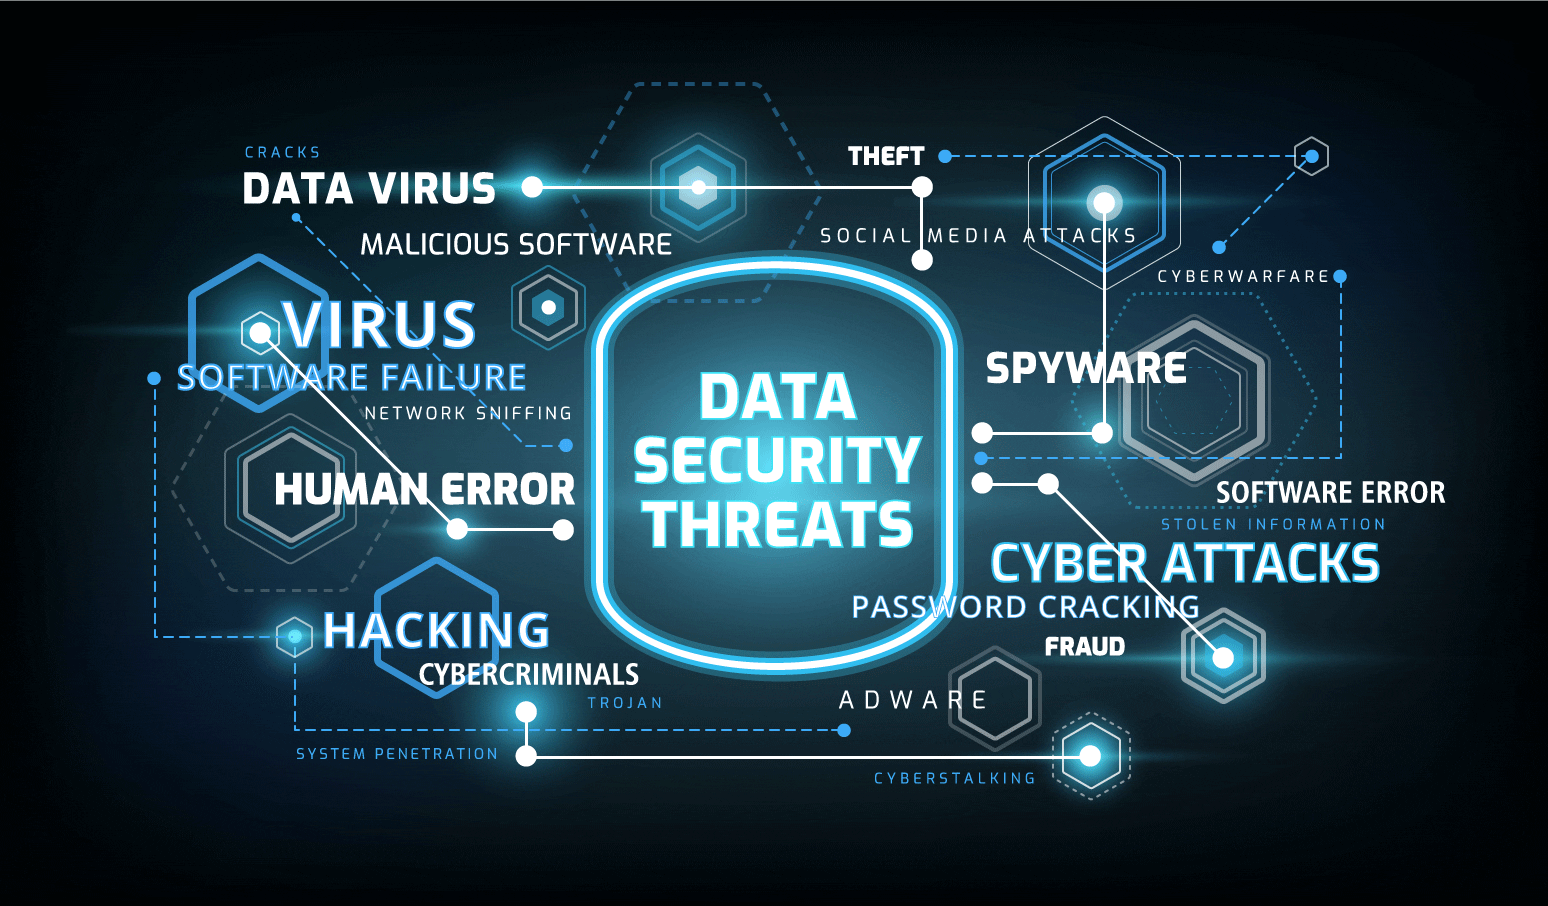 CRACKS
DATA VIRUS
MALICIOUS SOFTWARE
THEFT
SOCIAL MEDIA ATTACKS
CYBERWARFARE
VIRUS
SOFTWARE FAILURE
NETWORK SNIFFING
HUMAN ERROR
DATA
SECURITY
THREATS
SPYWARE
SOFTWARE ERROR
STOLEN INFORMATION
CYBER ATTACKS
PASSWORD CRACKING
FRAUD
HACKING
CYBERCRIMINALS
TROJAN
ADWARE
SYSTEM PENETRATION
CYBERSTALKING